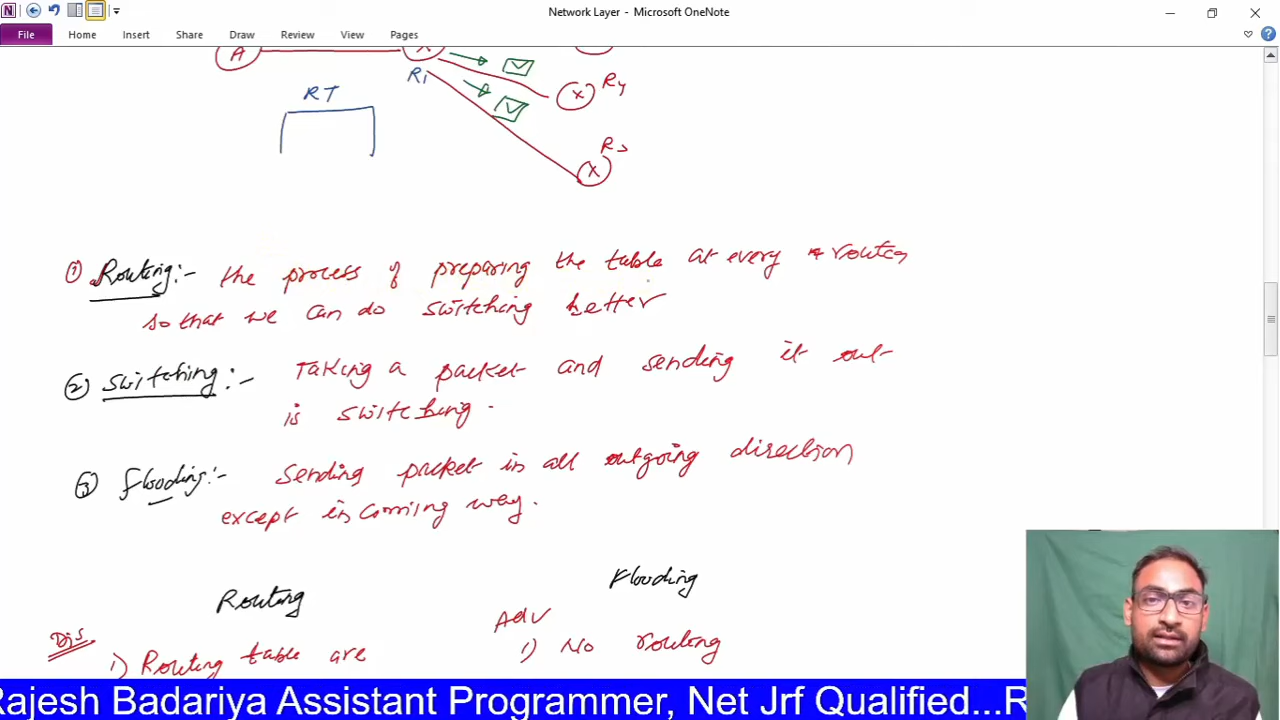 Network Layer - Microsoft OneNote
File Home Insert Share Draw Review View Pages
A
R1
R4
RT
① Routing:- the process of preparing the table at every router
so that we can do switching better
② Switching:- Taking a packet and sending it out
is switching.
③ Flooding:- Sending packet in all outgoing direction
except incoming way.
Routing Flooding
Dis Adv
1) Routing table are 1) No routing
Rajesh Badariya Assistant Programmer, Net Jrf Qualified...R